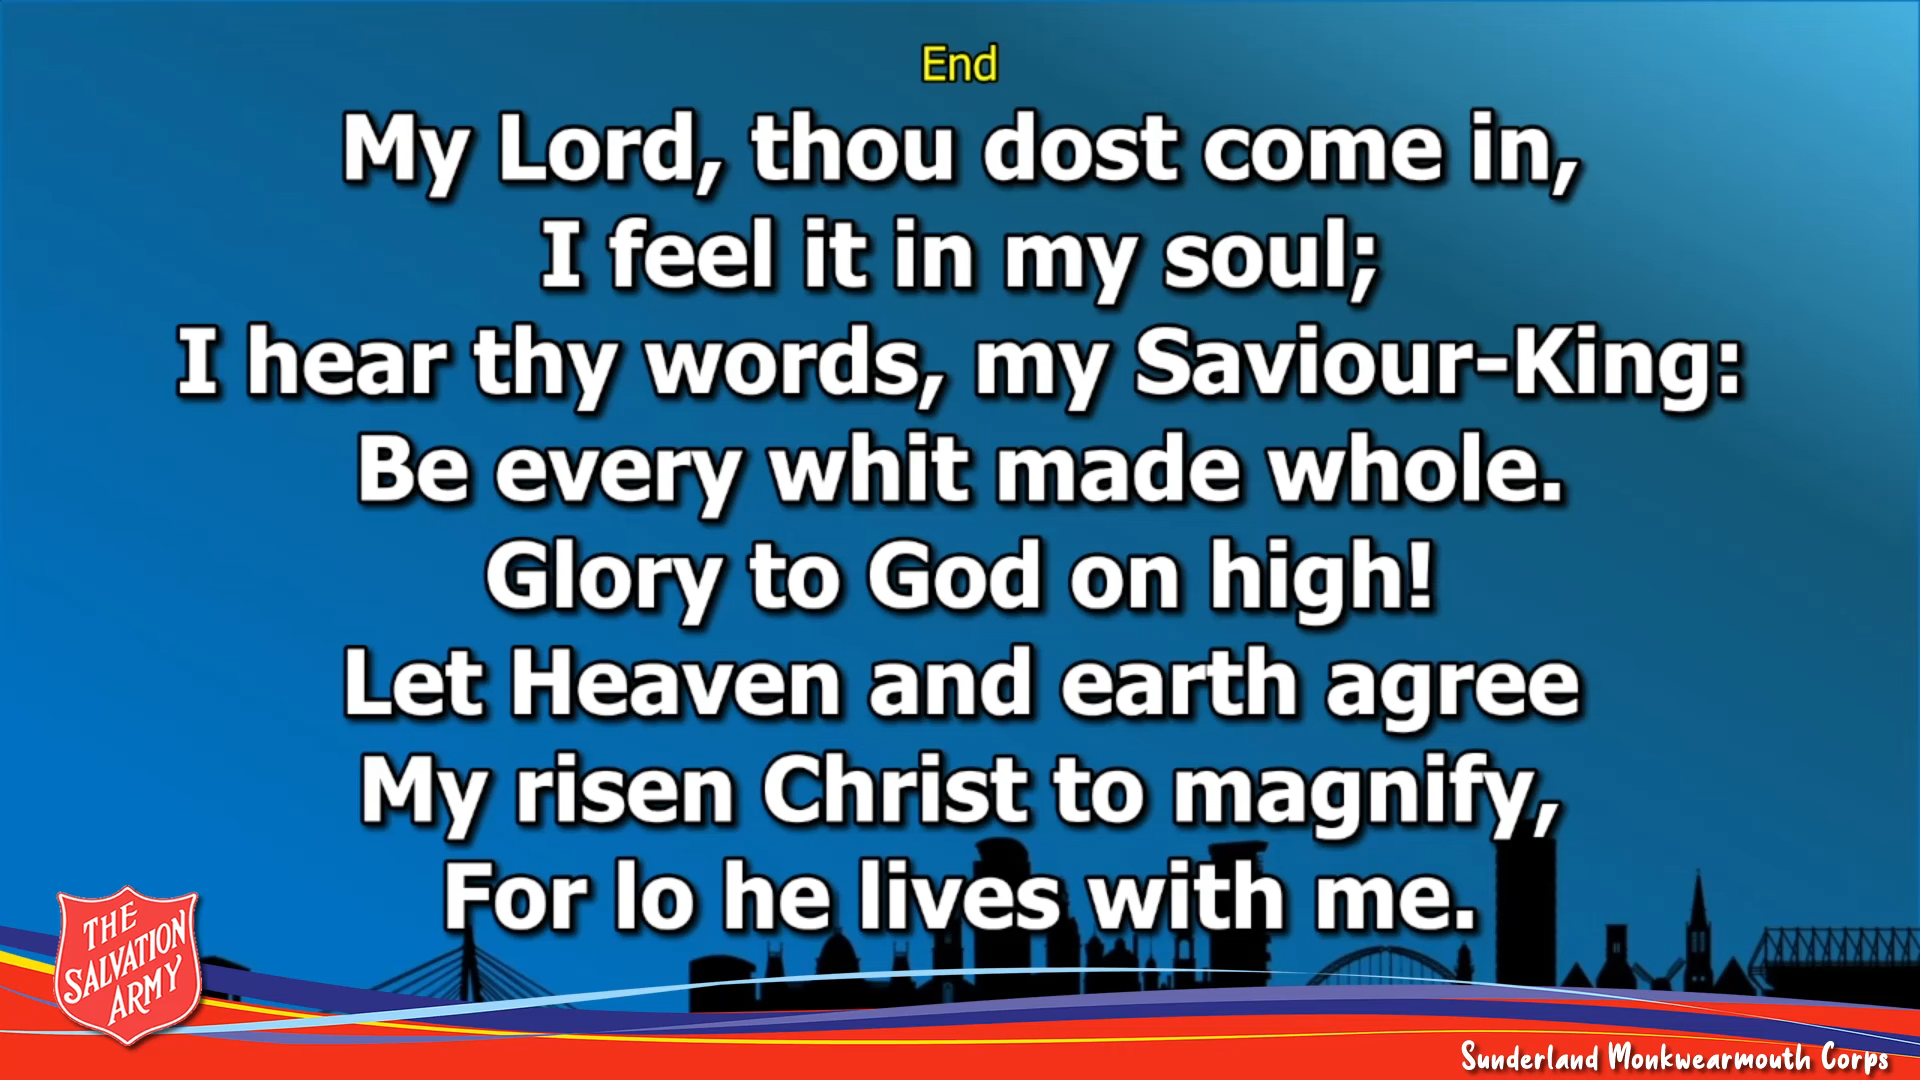 End
My Lord, thou dost come in,
I feel it in my soul;
I hear thy words, my Saviour-King:
Be every whit made whole.
Glory to God on high!
Let Heaven and earth agree
My risen Christ to magnify,
For lo he lives with me.
THE
SALVATION
ARMY
Sunderland Monkwearmouth Corps